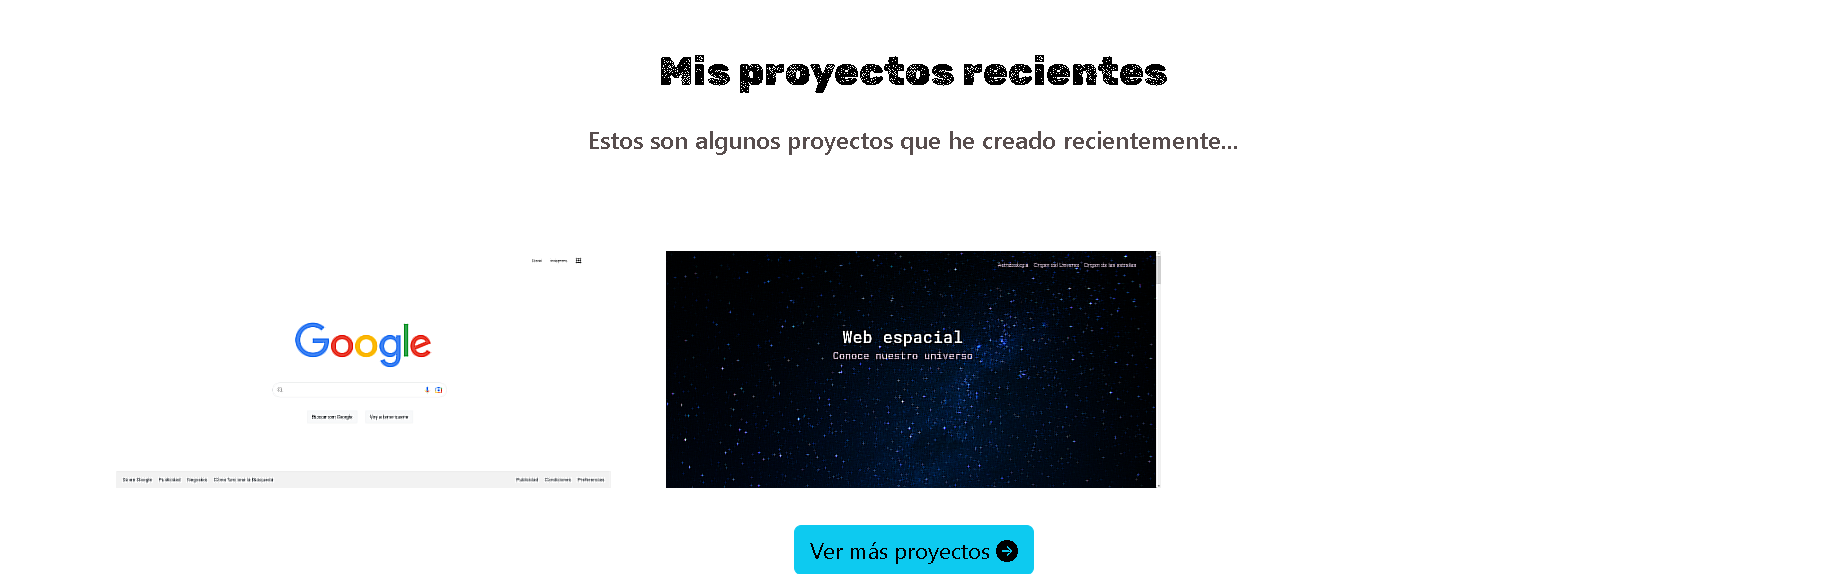 Mis proyectos recientes
Estos son algunos proyectos que he creado recientemente...
Gmail Imágenes
Google
Buscar con Google Voy a tener suerte
Sobre Google Publicidad Negocios Cómo funciona la Búsqueda
Publicidad Condiciones Preferencias
Astrobiología Origen del Universo Origen de las estrellas
Web espacial
Conoce nuestro universo
Ver más proyectos